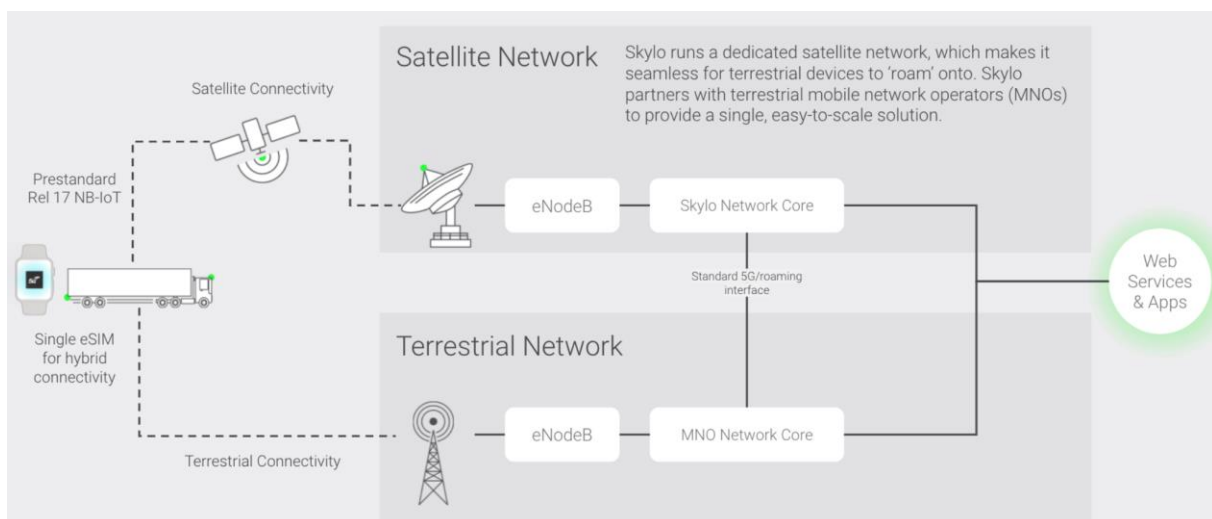 Satellite Network
Skylo runs a dedicated satellite network, which makes it
seamless for terrestrial devices to ‘roam’ onto. Skylo
partners with terrestrial mobile network operators (MNOs)
to provide a single, easy-to-scale solution.
Satellite Connectivity
Prestandard
Rel 17 NB-IoT
eNodeB
Skylo Network Core
Standard 5G/roaming
interface
Web
Services
& Apps
Single eSIM
for hybrid
connectivity
Terrestrial Network
eNodeB
MNO Network Core
Terrestrial Connectivity